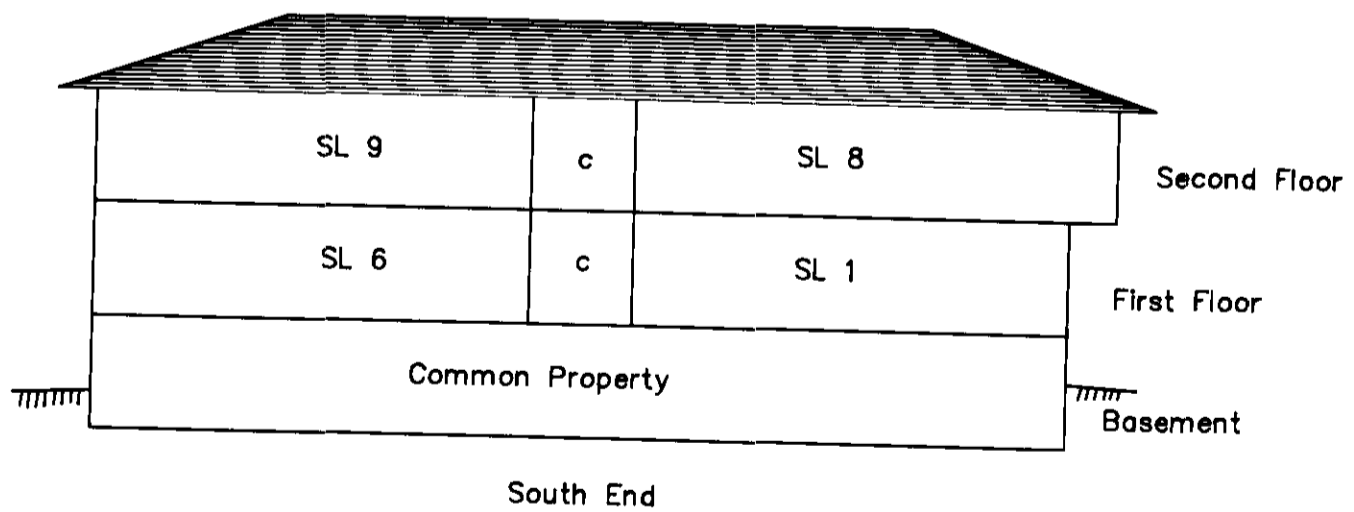 SL 9 c SL 8
Second Floor
SL 6 c SL 1
First Floor
Common Property
Basement
South End